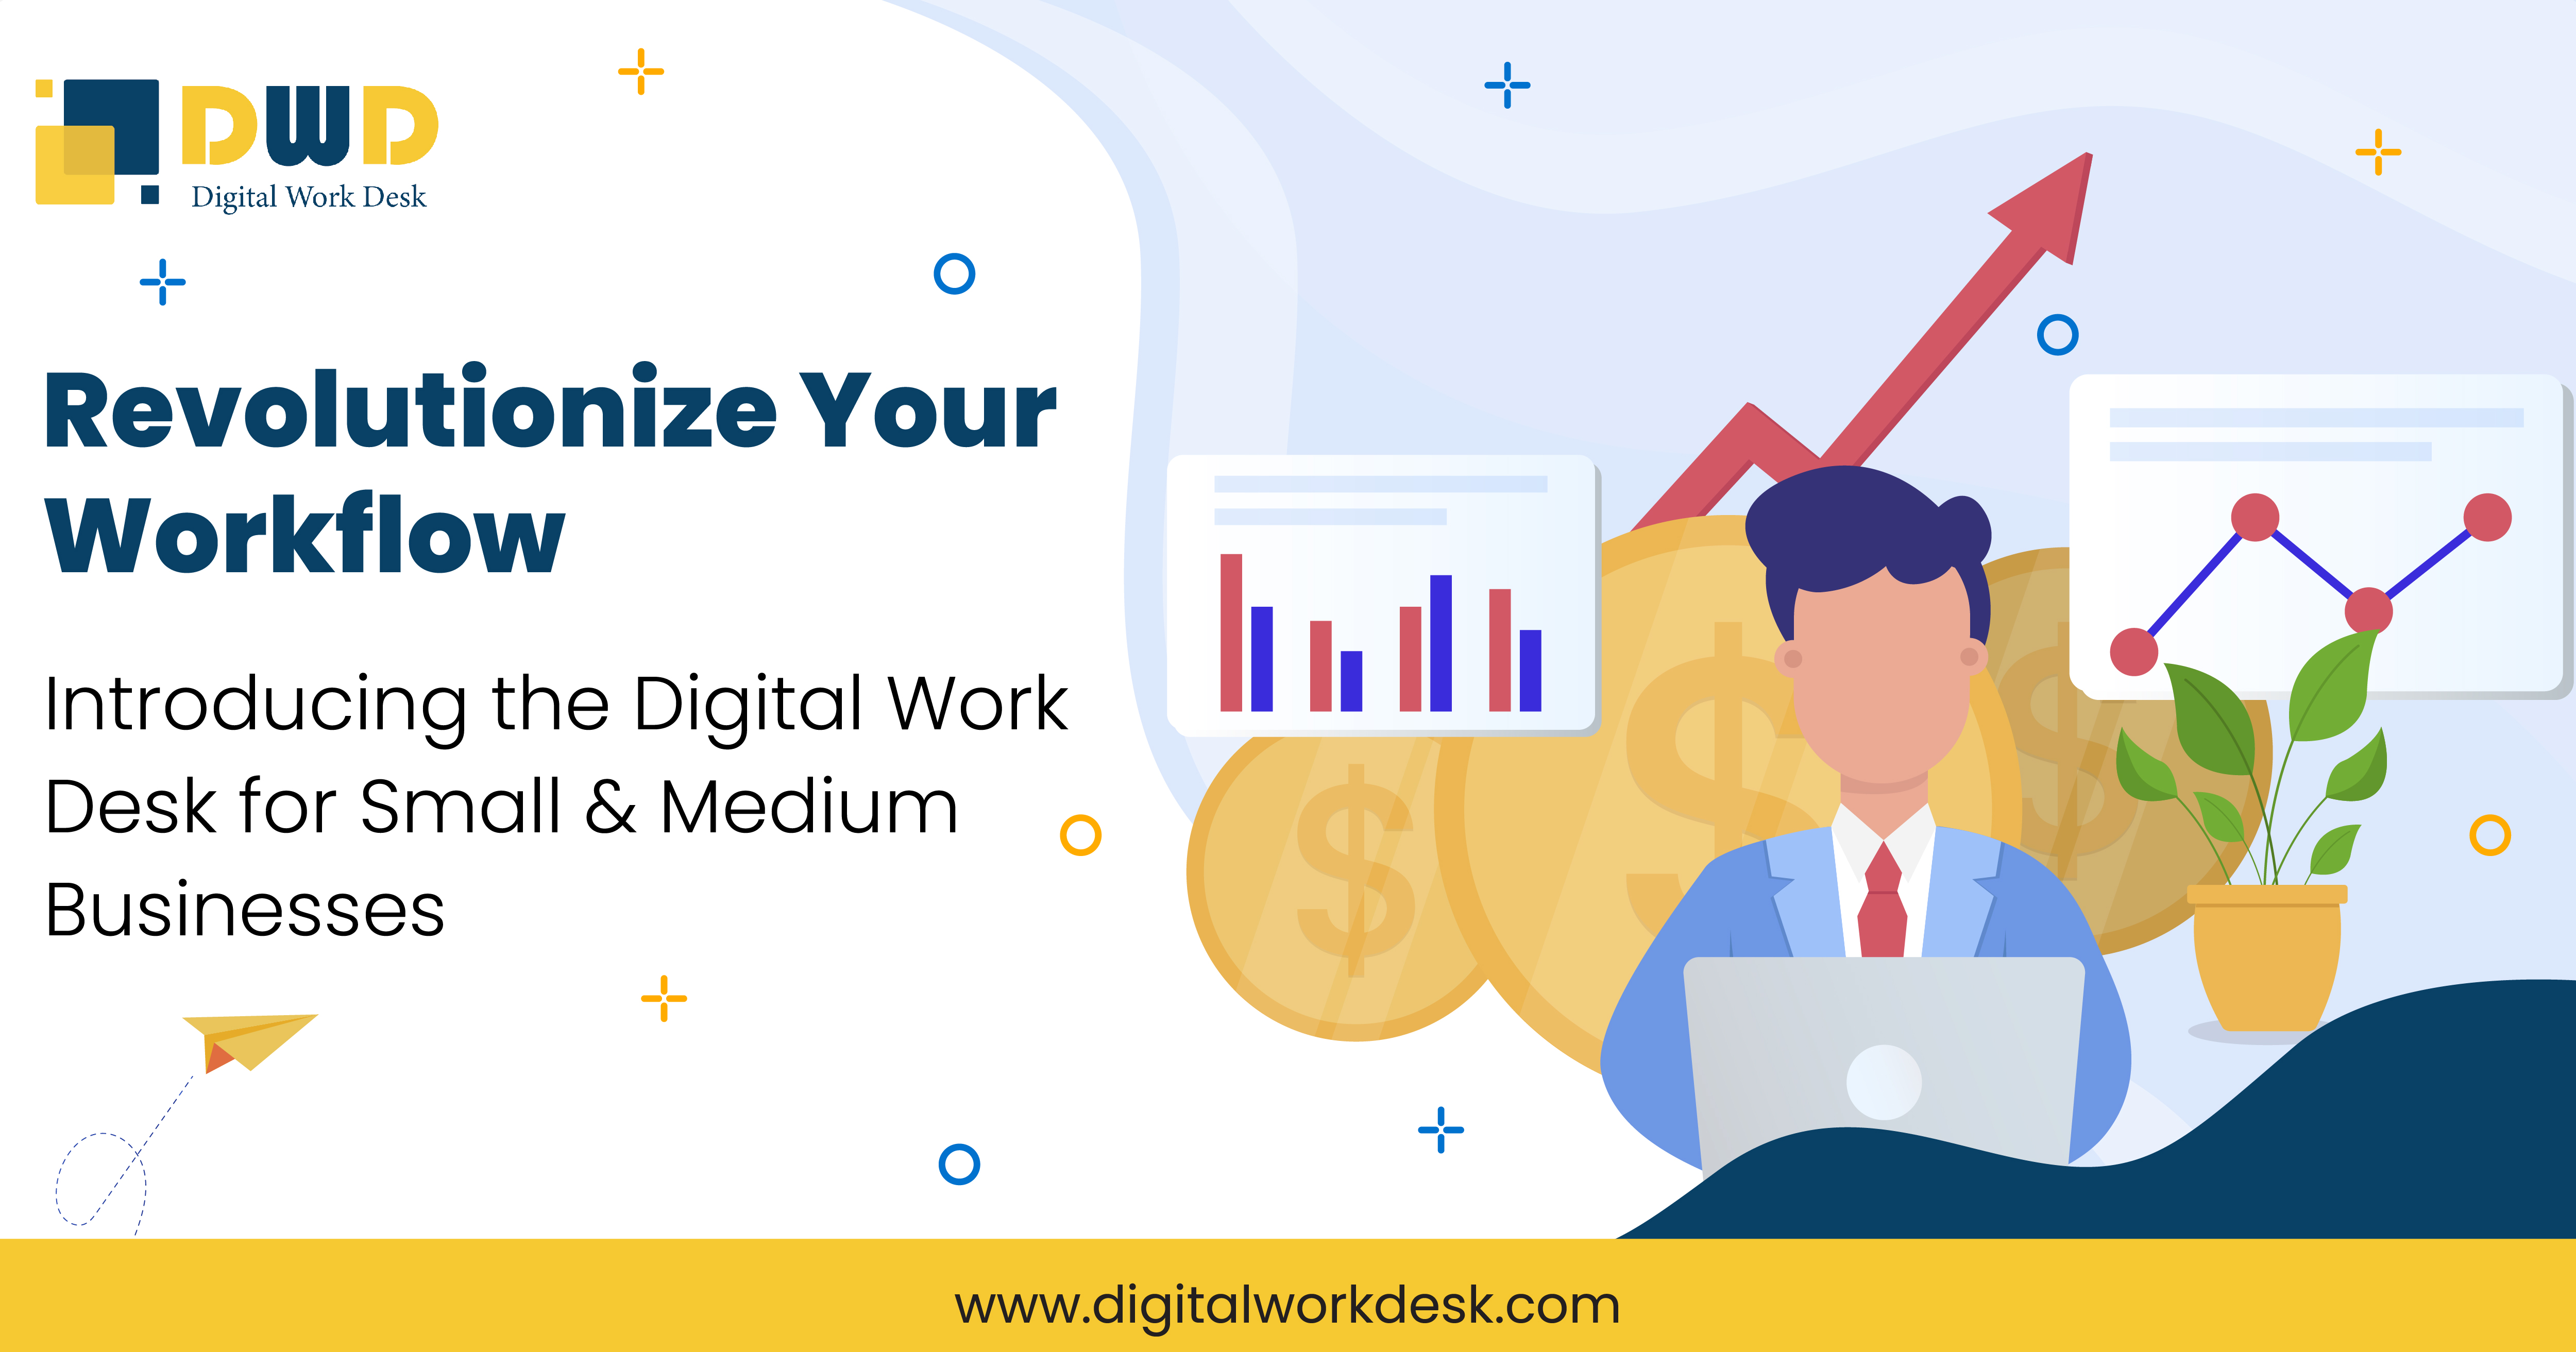 DWD
Digital Work Desk
Revolutionize Your
Workflow
Introducing the Digital Work
Desk for Small & Medium
Businesses
$
$
$
www.digitalworkdesk.com